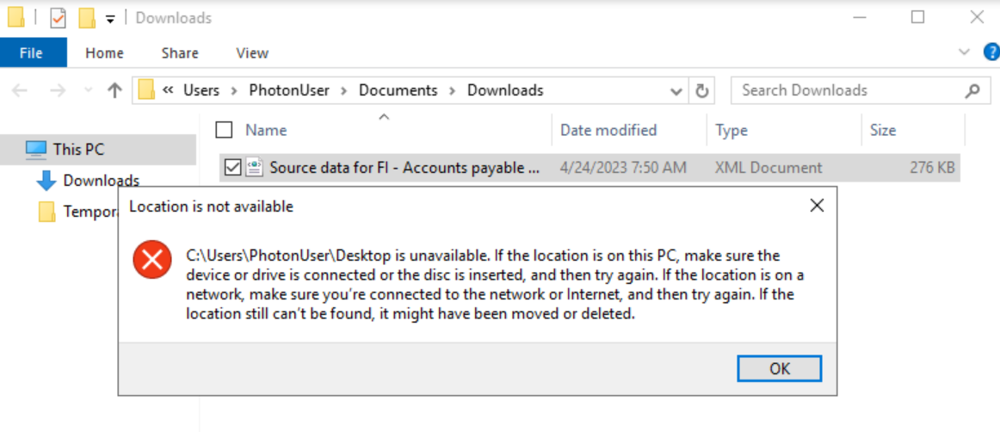 Downloads
File Home Share View
« Users > PhotonUser > Documents > Downloads Search Downloads
Name Date modified Type Size
This PC
Source data for FI - Accounts payable ... 4/24/2023 7:50 AM XML Document 276 KB
Downloads
Tempora
Location is not available
C:\Users\PhotonUser\Desktop is unavailable. If the location is on this PC, make sure the
device or drive is connected or the disc is inserted, and then try again. If the location is on a
network, make sure you're connected to the network or Internet, and then try again. If the
location still can't be found, it might have been moved or deleted.
OK